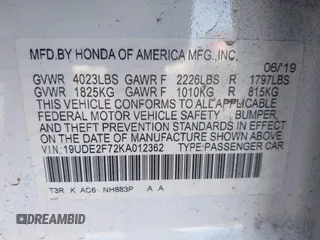 MFD.BY HONDA OF AMERICA MFG.,INC.
06/19
GVWR 4023LBS GAWR F 2226LBS R 1797LBS
GVWR 1825KG GAWR F 1010KG R 815KG
THIS VEHICLE CONFORMS TO ALL APPLICABLE
FEDERAL MOTOR VEHICLE SAFETY, BUMPER,
AND THEFT PREVENTION STANDARDS IN EFFECT
ON THE DATE OF MANUFACTURE SHOWN ABOVE.
V.I.N: 19UDE2F72KA012362 TYPE:PASSENGER CAR
T3R K AC6 NH883P A .A
DREAMBID